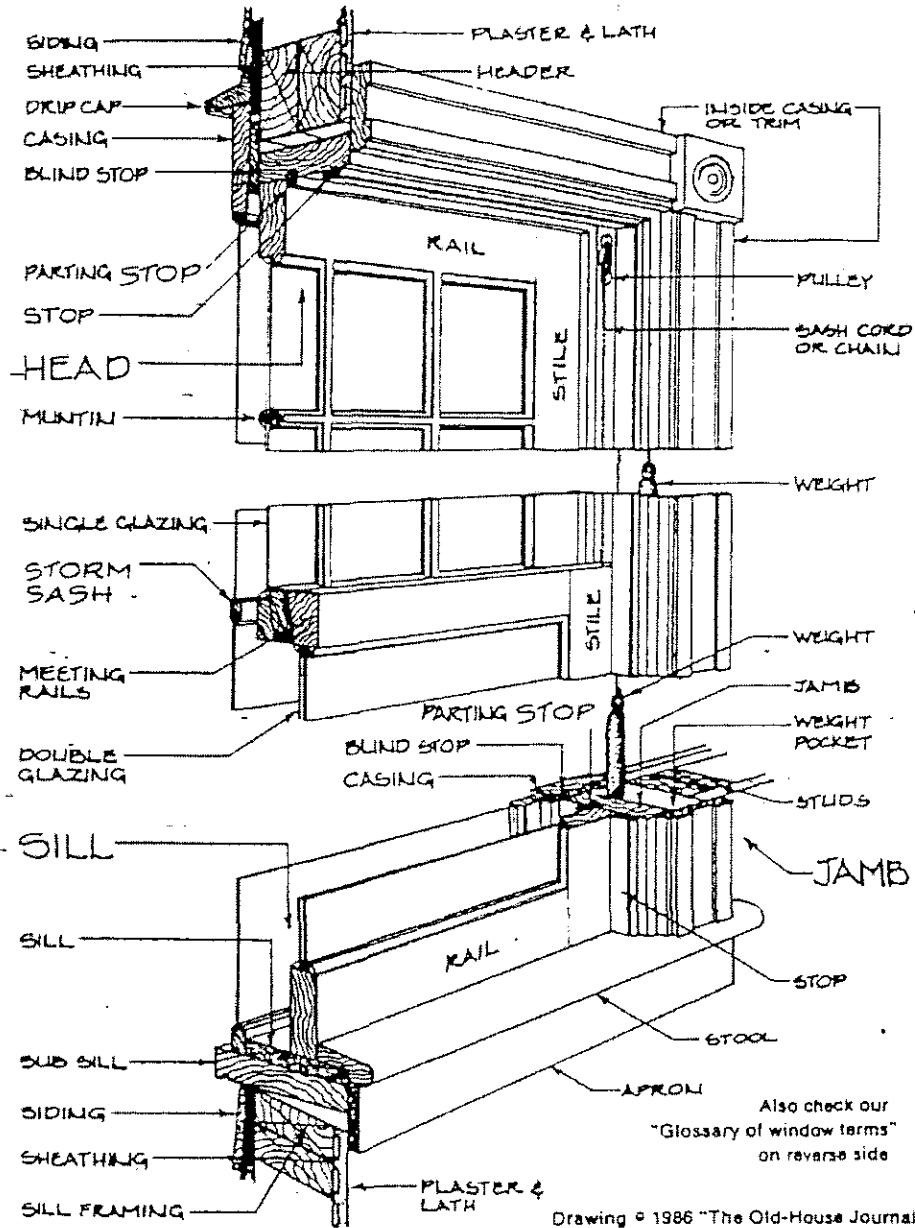 SIDING
SHEATHING
DRIP CAP
CASING
BLIND STOP
PARTING STOP
STOP
HEAD
MUNTIN
PLASTER & LATH
HEADER
INSIDE CASING
OR TRIM
RAIL
STILE
PULLEY
SASH CORD
OR CHAIN
WEIGHT
SINGLE GLAZING
STORM
SASH
MEETING
RAILS
DOUBLE
GLAZING
STILE
WEIGHT
JAMB
WEIGHT
POCKET
STUDS
PARTING STOP
BLIND STOP
CASING
JAMB
SILL
SILL
SUB SILL
SIDING
SHEATHING
SILL FRAMING
RAIL
STOP
STOOL
APRON
PLASTER &
LATH
Also check our
"Glossary of window terms"
on reverse side
Drawing © 1986 "The Old-House Journal